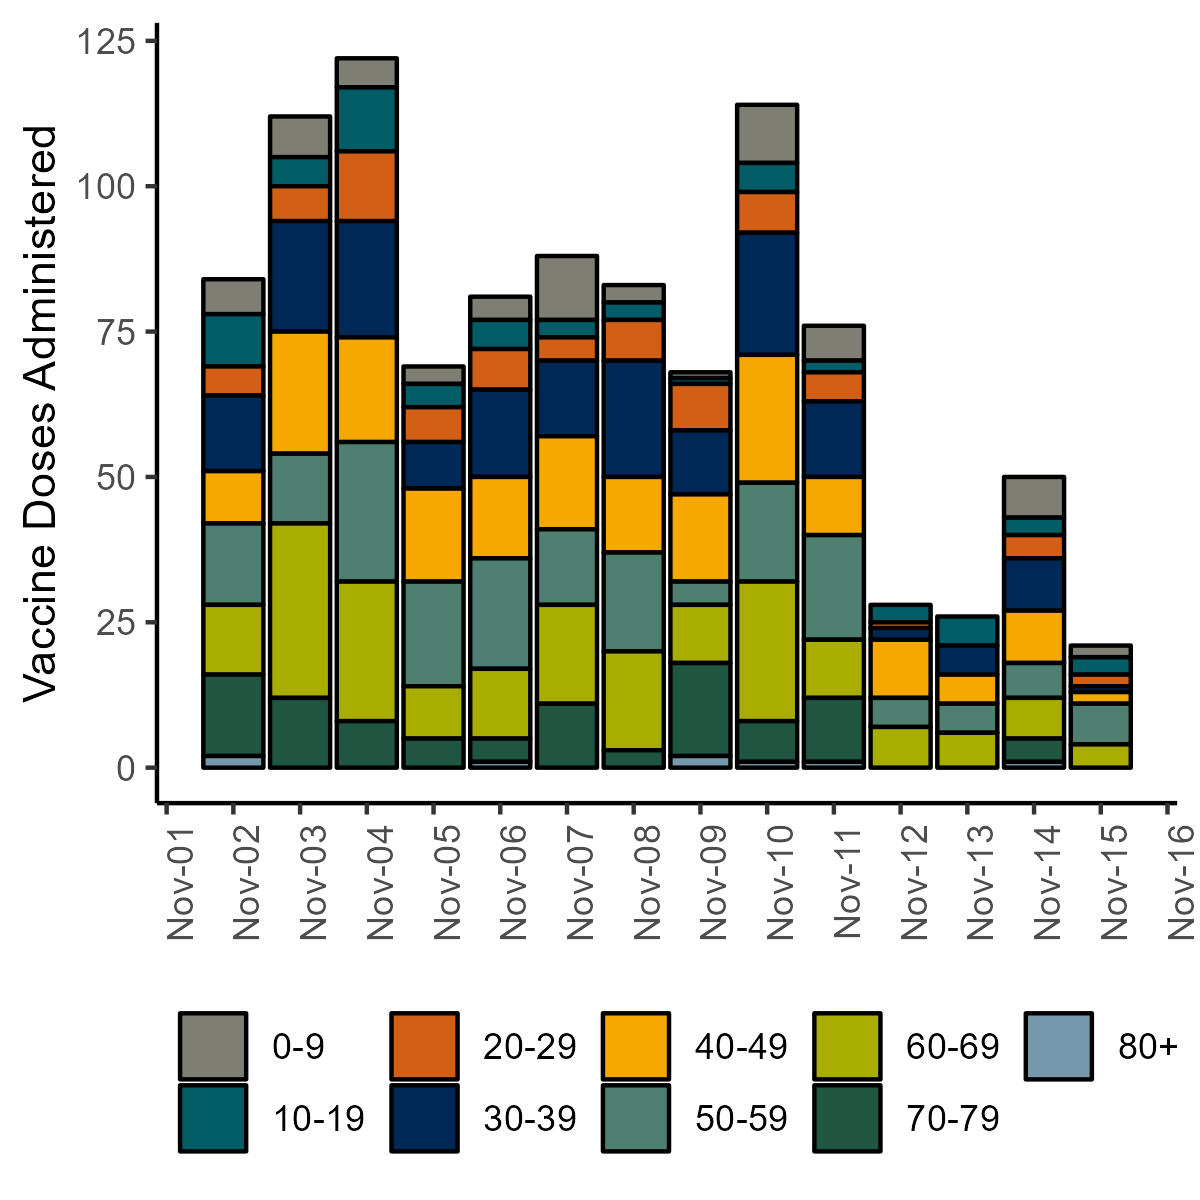 Vaccine Doses Administered
125
100
75
50
25
0
Nov-01
Nov-02
Nov-03
Nov-04
Nov-05
Nov-06
Nov-07
Nov-08
Nov-09
Nov-10
Nov-11
Nov-12
Nov-13
Nov-14
Nov-15
Nov-16
0-9
20-29
40-49
60-69
80+
10-19
30-39
50-59
70-79